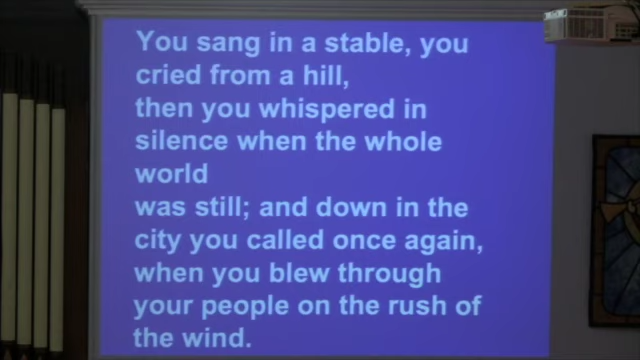 You sang in a stable, you
cried from a hill,
then you whispered in
silence when the whole
world
was still; and down in the
city you called once again,
when you blew through
your people on the rush of
the wind.